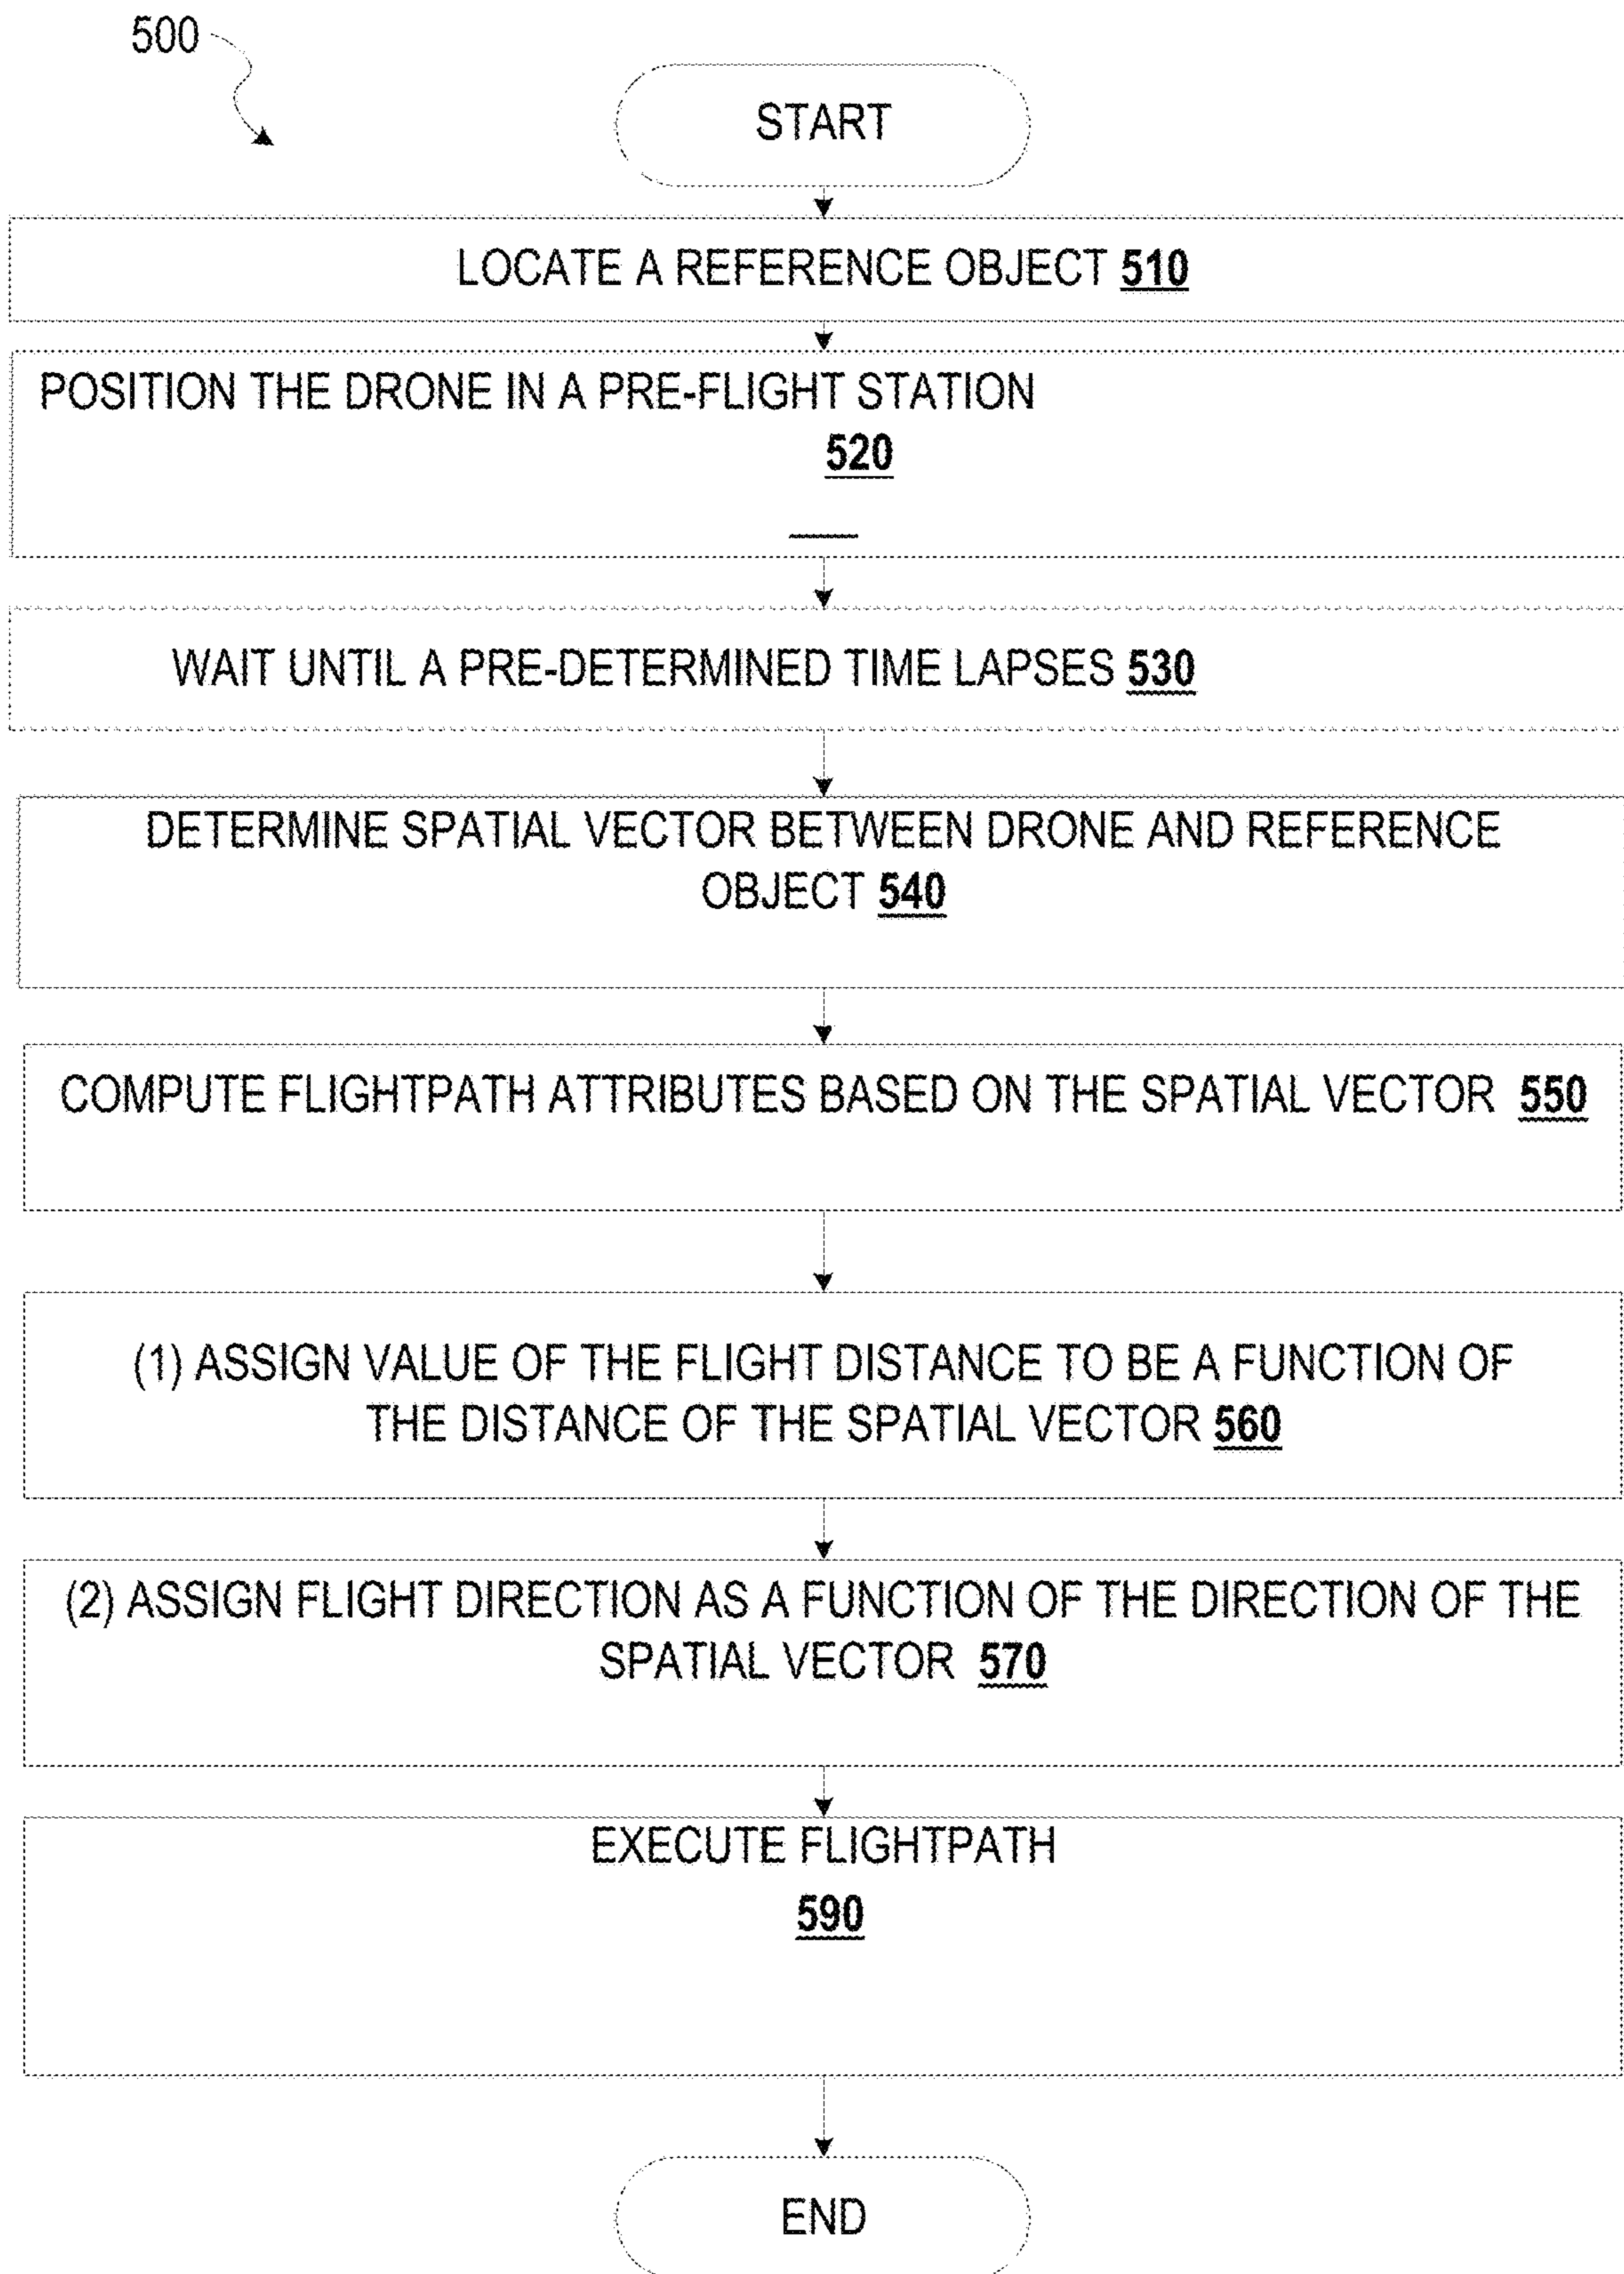 500
START
LOCATE A REFERENCE OBJECT 510
POSITION THE DRONE IN A PRE-FLIGHT STATION
520
WAIT UNTIL A PRE-DETERMINED TIME LAPSES 530
DETERMINE SPATIAL VECTOR BETWEEN DRONE AND REFERENCE
OBJECT 540
COMPUTE FLIGHTPATH ATTRIBUTES BASED ON THE SPATIAL VECTOR 550
(1) ASSIGN VALUE OF THE FLIGHT DISTANCE TO BE A FUNCTION OF
THE DISTANCE OF THE SPATIAL VECTOR 560
(2) ASSIGN FLIGHT DIRECTION AS A FUNCTION OF THE DIRECTION OF THE
SPATIAL VECTOR 570
EXECUTE FLIGHTPATH
590
END